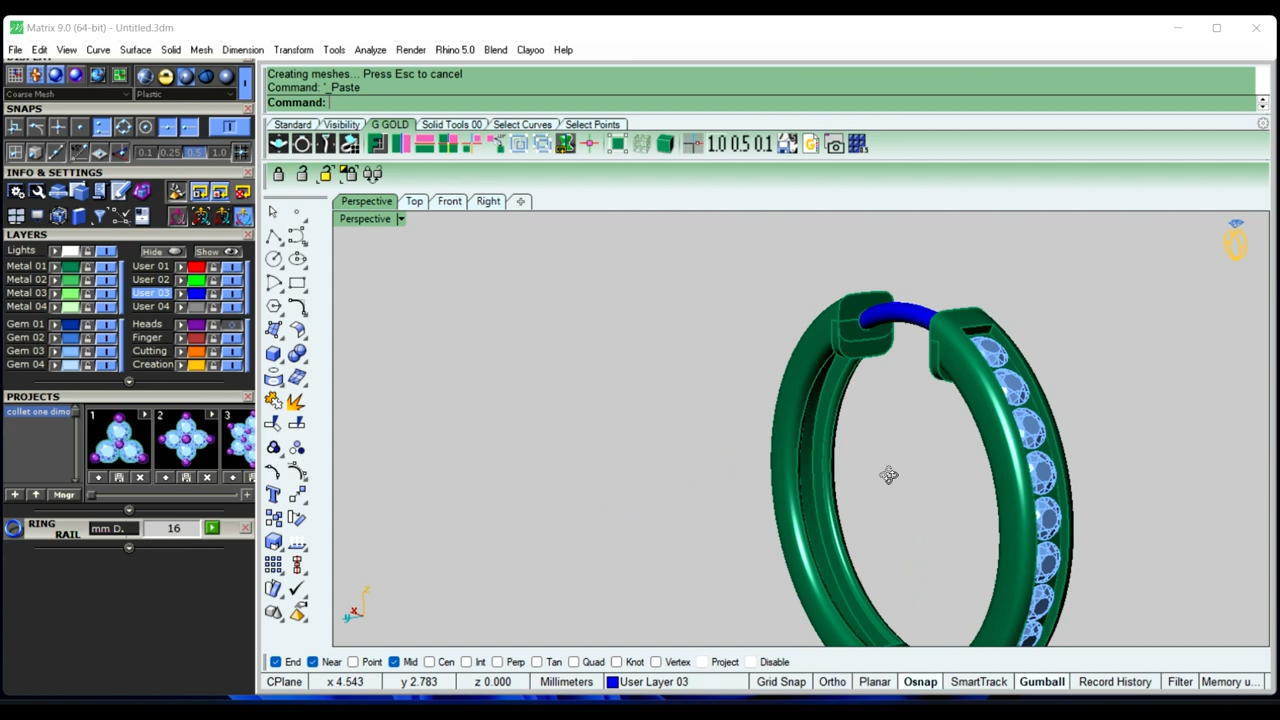 Matrix 9.0 (64-bit) - Untitled.3dm
File Edit View Curve Surface Solid Mesh Dimension Transform Tools Analyze Render Rhino 5.0 Blend Clayoo Help
Creating meshes... Press Esc to cancel
Command: '_Paste
Command:
Coarse Mesh Plastic
SNAPS
Standard Visibility G GOLD Solid Tools 00 Select Curves Select Points
1.0 0.5 0.1
0.1 0.25 0.5 1.0
INFO & SETTINGS
Perspective Top Front Right
Perspective
LAYERS
Lights Hide Show
Metal 01 User 01
Metal 02 User 02
Metal 03 User 03
Metal 04 User 04
Gem 01 Heads
Gem 02 Finger
Gem 03 Cutting
Gem 04 Creation
PROJECTS
collet one dimo
1 2 3
Mngr
RING RAIL mm D. 16
z
x
y
End Near Point Mid Cen Int Perp Tan Quad Knot Vertex Project Disable
CPlane x 4.543 y 2.783 z 0.000 Millimeters User Layer 03 Grid Snap Ortho Planar Osnap SmartTrack Gumball Record History Filter Memory u...